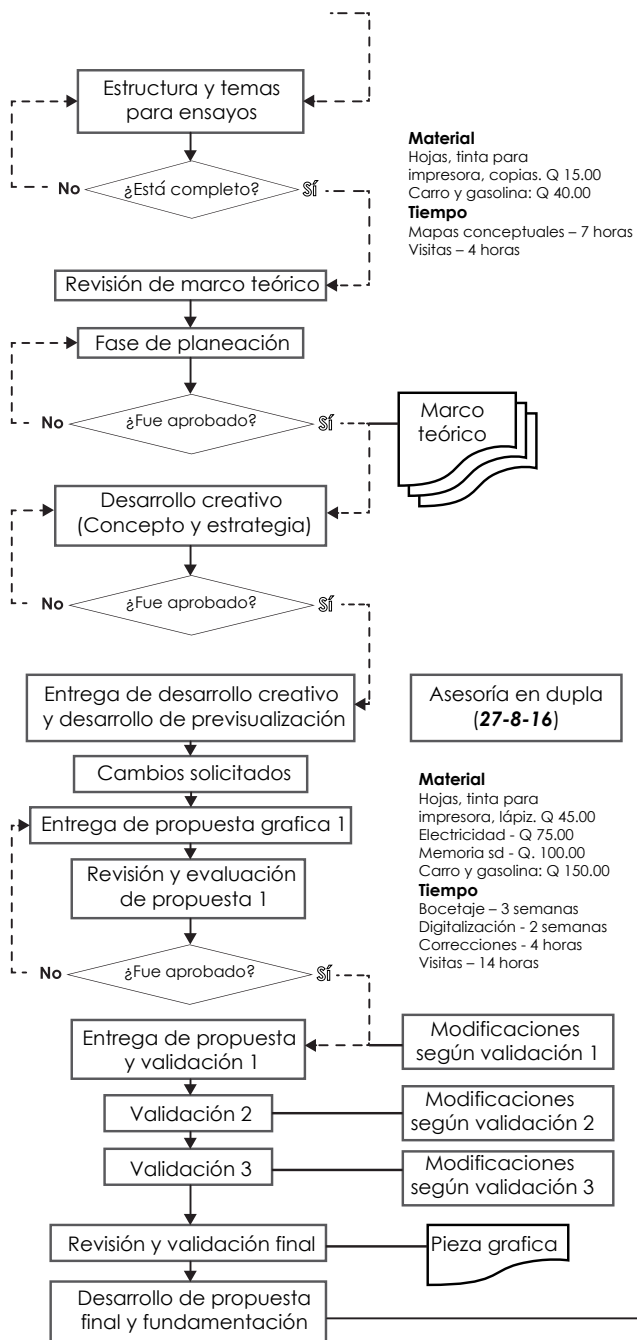 Estructura y temas
para ensayos
No
¿Está completo?
Sí
Material
Hojas, tinta para
impresora, copias. Q 15.00
Carro y gasolina: Q 40.00
Tiempo
Mapas conceptuales – 7 horas
Visitas – 4 horas
Revisión de marco teórico
Fase de planeación
No
¿Fue aprobado?
Sí
Marco
teórico
Desarrollo creativo
(Concepto y estrategia)
No
¿Fue aprobado?
Sí
Entrega de desarrollo creativo
y desarrollo de previsualización
Asesoría en dupla
(27-8-16)
Cambios solicitados
Entrega de propuesta grafica 1
Revisión y evaluación
de propuesta 1
Material
Hojas, tinta para
impresora, lápiz. Q 45.00
Electricidad - Q 75.00
Memoria sd - Q. 100.00
Carro y gasolina: Q 150.00
Tiempo
Bocetaje – 3 semanas
Digitalización - 2 semanas
Correcciones - 4 horas
Visitas – 14 horas
No
¿Fue aprobado?
Sí
Entrega de propuesta
y validación 1
Modificaciones
según validación 1
Validación 2
Modificaciones
según validación 2
Validación 3
Modificaciones
según validación 3
Revisión y validación final
Pieza grafica
Desarrollo de propuesta
final y fundamentación